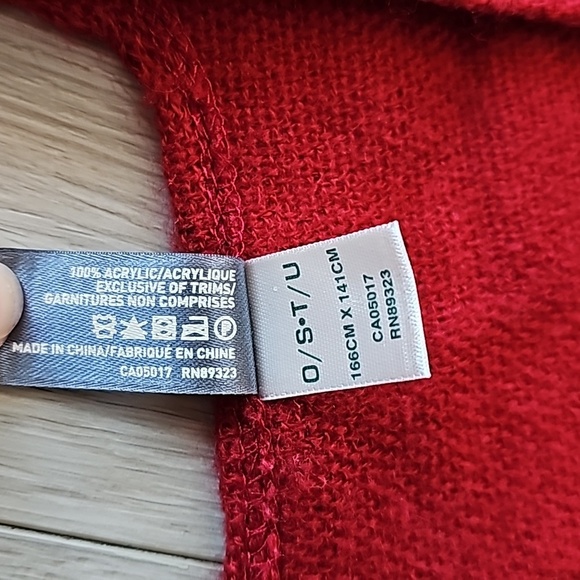 100% ACRYLIC/ACRYLIQUE
EXCLUSIVE OF TRIMS/
GARNITURES NON COMPRISES
MADE IN CHINA/FABRIQUÉ EN CHINE
CA05017 RN89323
O/S•T/U
166CM X 141CM
CA05017
RN89323